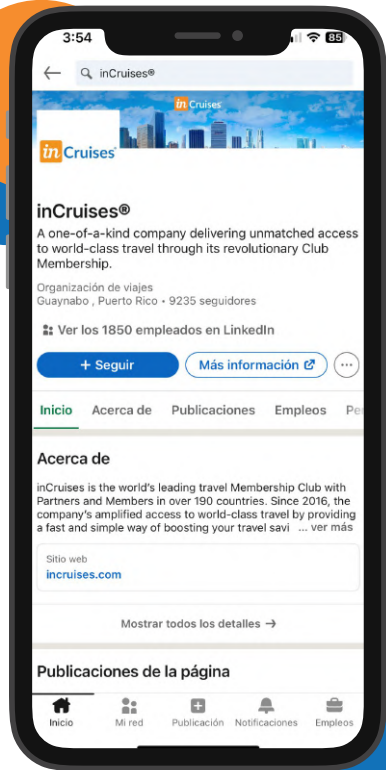 3:54
85
inCruises®
in Cruises
in Cruises
inCruises®
A one-of-a-kind company delivering unmatched access
to world-class travel through its revolutionary Club
Membership.
Organización de viajes
Guaynabo , Puerto Rico • 9235 seguidores
Ver los 1850 empleados en LinkedIn
+ Seguir
Más información
Inicio Acerca de Publicaciones Empleos Pe
Acerca de
inCruises is the world's leading travel Membership Club with
Partners and Members in over 190 countries. Since 2016, the
company's amplified access to world-class travel by providing
a fast and simple way of boosting your travel savi ... ver más
Sitio web
incruises.com
Mostrar todos los detalles →
Publicaciones de la página
Inicio Mi red Publicación Notificaciones Empleos